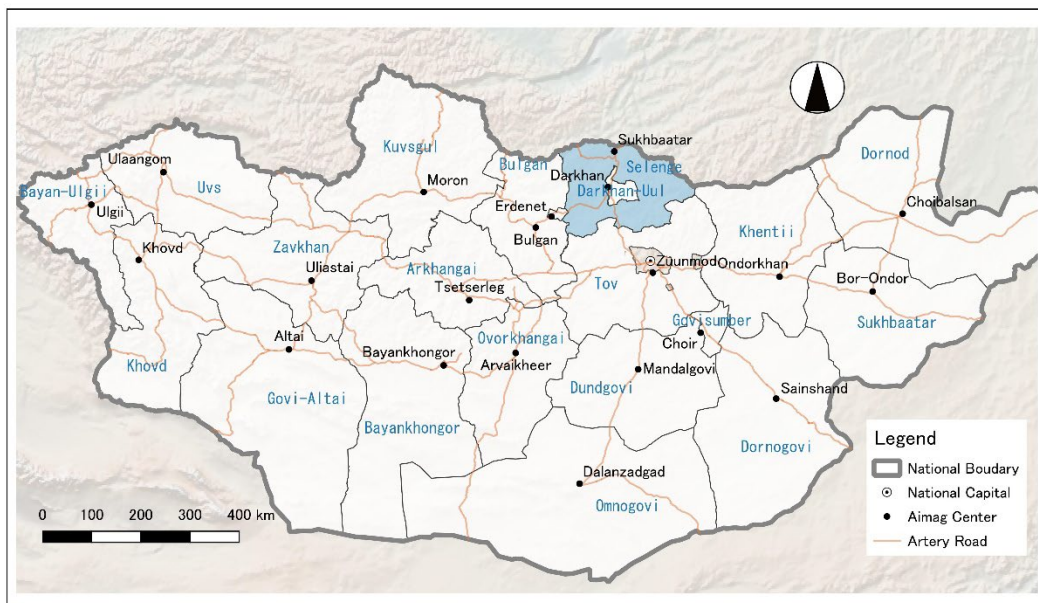 Sukhbaatar
Kuvsgul
Bulgan
Selenge
Dornod
Ulaangom
Darkhan
Bayan-Ulgii
Uvs
Moron
Darkhan-Uul
Ulgii
Erdenet
Choibalsan
Bulgan
Khentii
Khovd
Zavkhan
Arkhangai
Zuunmod
Uliastai
Ondorkhan
Tsetserleg
Tov
Bor-Ondor
Govisumber
Sukhbaatar
Altai
Ovorkhangai
Choir
Bayankhongor
Arvaikheer
Khovd
Mandalgovi
Dundgovi
Sainshand
Govi-Altai
Bayankhongor
Dornogovi
Dalanzadgad
Omnogovi
Legend
National Boudary
National Capital
Aimag Center
Artery Road
0 100 200 300 400 km